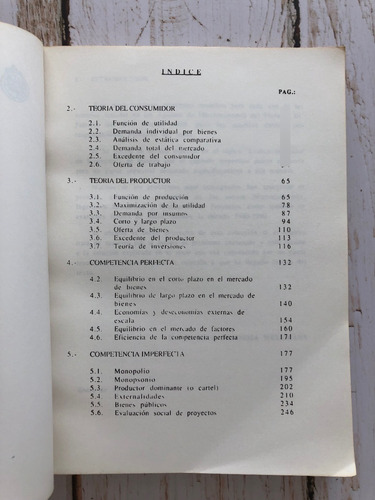 INDICE
PAG.:
2.- TEORIA DEL CONSUMIDOR
2.1. Función de utilidad
2.2. Demanda individual por bienes
2.3. Análisis de estática comparativa
2.4. Demanda total del mercado
2.5. Excedente del consumidor
2.6. Oferta de trabajo
3.- TEORIA DEL PRODUCTOR 65
3.1. Función de producción 65
3.2. Maximización de la utilidad 78
3.3. Demanda por insumos 87
3.4. Corto y largo plazo 94
3.5. Oferta de bienes 110
3.6. Excedente del productor 113
3.7 Teoría de inversiones 116
4.- COMPETENCIA PERFECTA 132
4.2. Equilibrio en el corto plazo en el mercado
de bienes 132
4.3. Equilibrio de largo plazo en el mercado de
bienes 140
4.4. Economías y deseconomías externas de
escala 154
4.5. Equilibrio en el mercado de factores 160
4.6. Eficiencia de la competencia perfecta 171
5.- COMPETENCIA IMPERFECTA 177
5.1. Monopolio 177
5.2. Monopsonio 195
5.3. Productor dominante (o cartel) 202
5.4 Externalidades 210
5.5. Bienes públicos 234
5.6. Evaluación social de proyectos 246